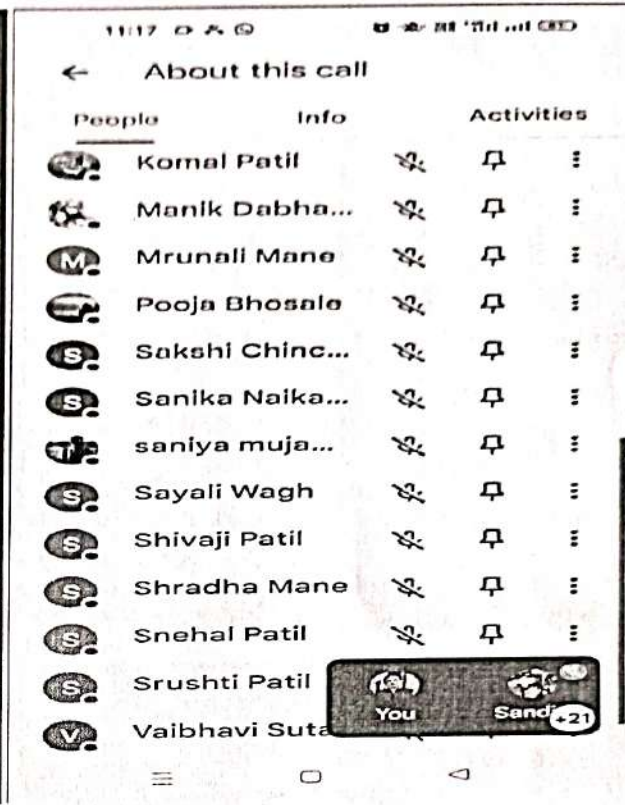 11:17
← About this call
People Info Activities
Komal Patil
Manik Dabha...
M Mrunali Mane
Pooja Bhosale
S Sakshi Chinc...
S Sanika Naika...
saniya muja...
S Sayali Wagh
S Shivaji Patil
S Shradha Mane
S Snehal Patil
S Srushti Patil
You Sandi +21
V Vaibhavi Suta